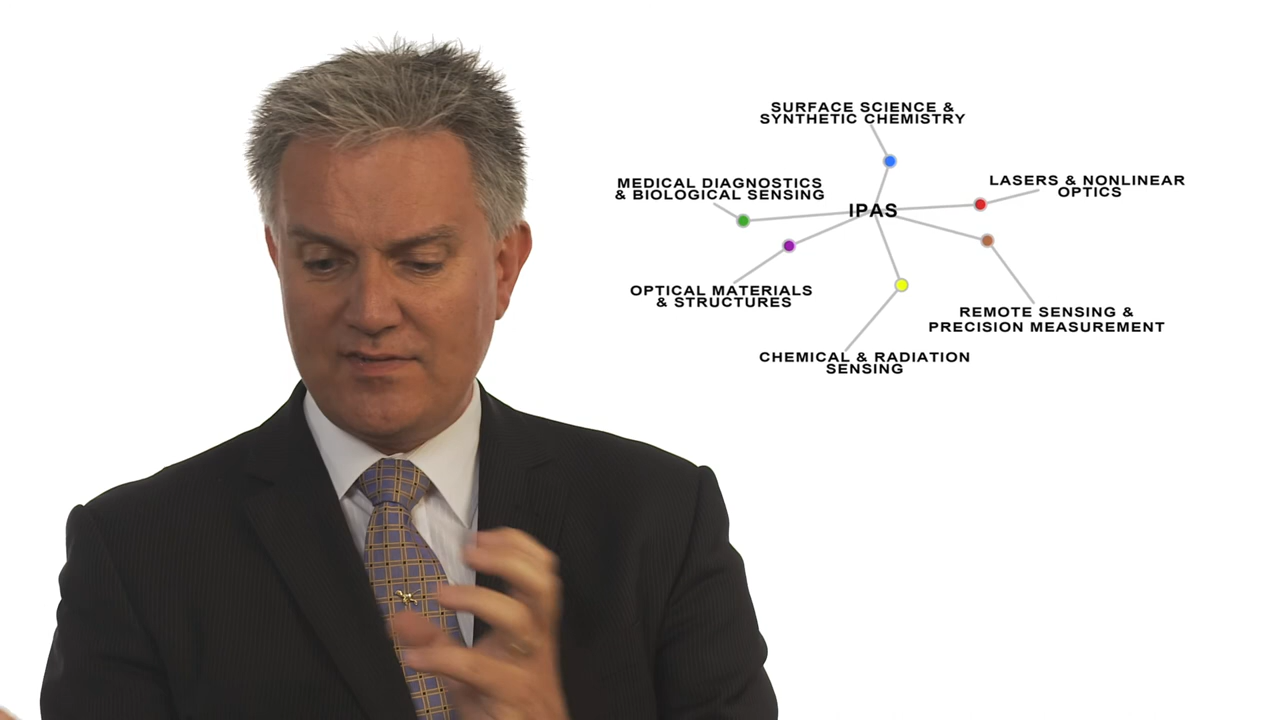 SURFACE SCIENCE &
SYNTHETIC CHEMISTRY
MEDICAL DIAGNOSTICS
& BIOLOGICAL SENSING
LASERS & NONLINEAR
OPTICS
IPAS
OPTICAL MATERIALS
& STRUCTURES
REMOTE SENSING &
PRECISION MEASUREMENT
CHEMICAL & RADIATION
SENSING